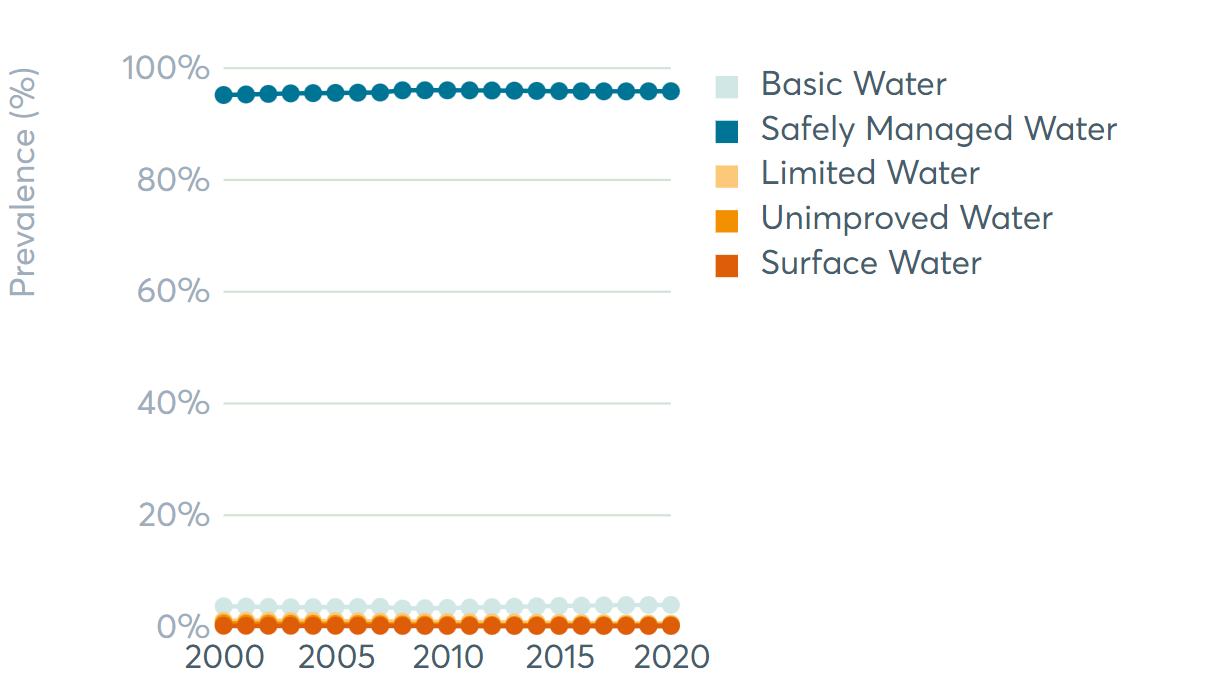 Prevalence (%)
100%
80%
60%
40%
20%
0%
2000 2005 2010 2015 2020
Basic Water
Safely Managed Water
Limited Water
Unimproved Water
Surface Water